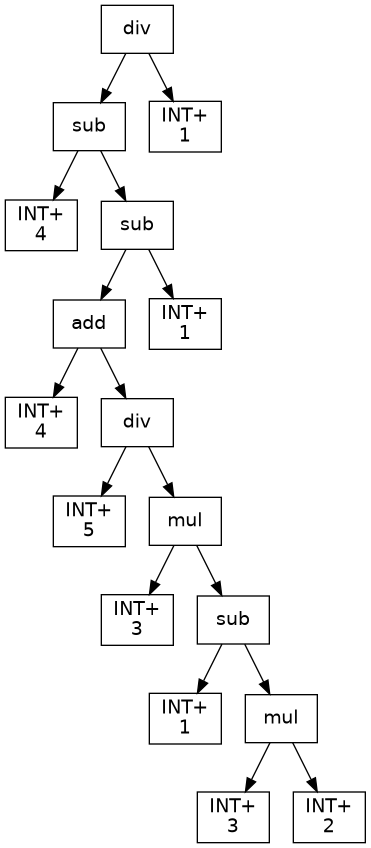 div
sub
INT+
1
INT+
4
sub
add
INT+
1
INT+
4
div
INT+
5
mul
INT+
3
sub
INT+
1
mul
INT+
3
INT+
2